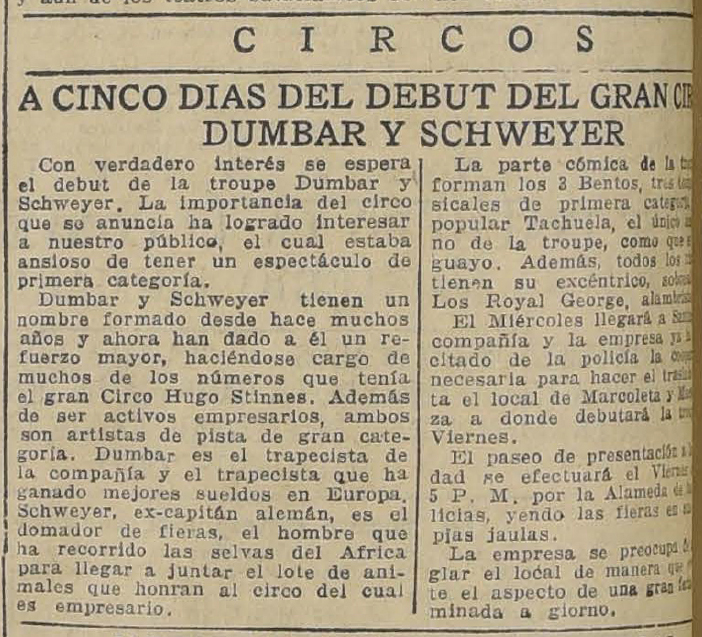 CIRCOS
A CINCO DIAS DEL DEBUT DEL GRAN
DUMBAR Y SCHWEYER
Con verdadero interés se espera
el debut de la troupe Dumbar y
Schweyer. La importancia del circo
que se anuncia ha logrado interesar
a nuestro público, el cual estaba
ansioso de tener un espectáculo de
primera categoría.
Dumbar y Schweyer tienen un
nombre formado desde hace muchos
años y ahora han dado a él un re-
fuerzo mayor, haciéndose cargo de
muchos de los números que tenía
el gran Circo Hugo Stinnes. Además
de ser activos empresarios, ambos
son artistas de pista de gran cate-
goría. Dumbar es el trapecista de
la compañía y el trapecista que ha
ganado mejores sueldos en Europa.
Schweyer, ex-capitán alemán, es el
domador de fieras, el hombre que
ha recorrido las selvas del Africa
para llegar a juntar el lote de ani-
males que honran al circo del cual
es empresario.
La parte cómica de la
forman los 3 Bentos, tres
sicales de primera categoría,
popular Tachuela, el único
no de la troupe, como que
guayo. Además, todos los
tienen su excéntrico,
Los Royal George,
El Miércoles llegará a
compañía y la empresa ya
citado de la policía la
necesaria para hacer el
ta el local de Marcoleta y
za a donde debutará la
Viernes.
El paseo de presentación
dad se efectuará el Viernes
5 P. M. por la Alameda de
licias, yendo las fieras en
pias jaulas.
La empresa se preocupa
glar el local de manera que
te el aspecto de una gran
minada a giorno.